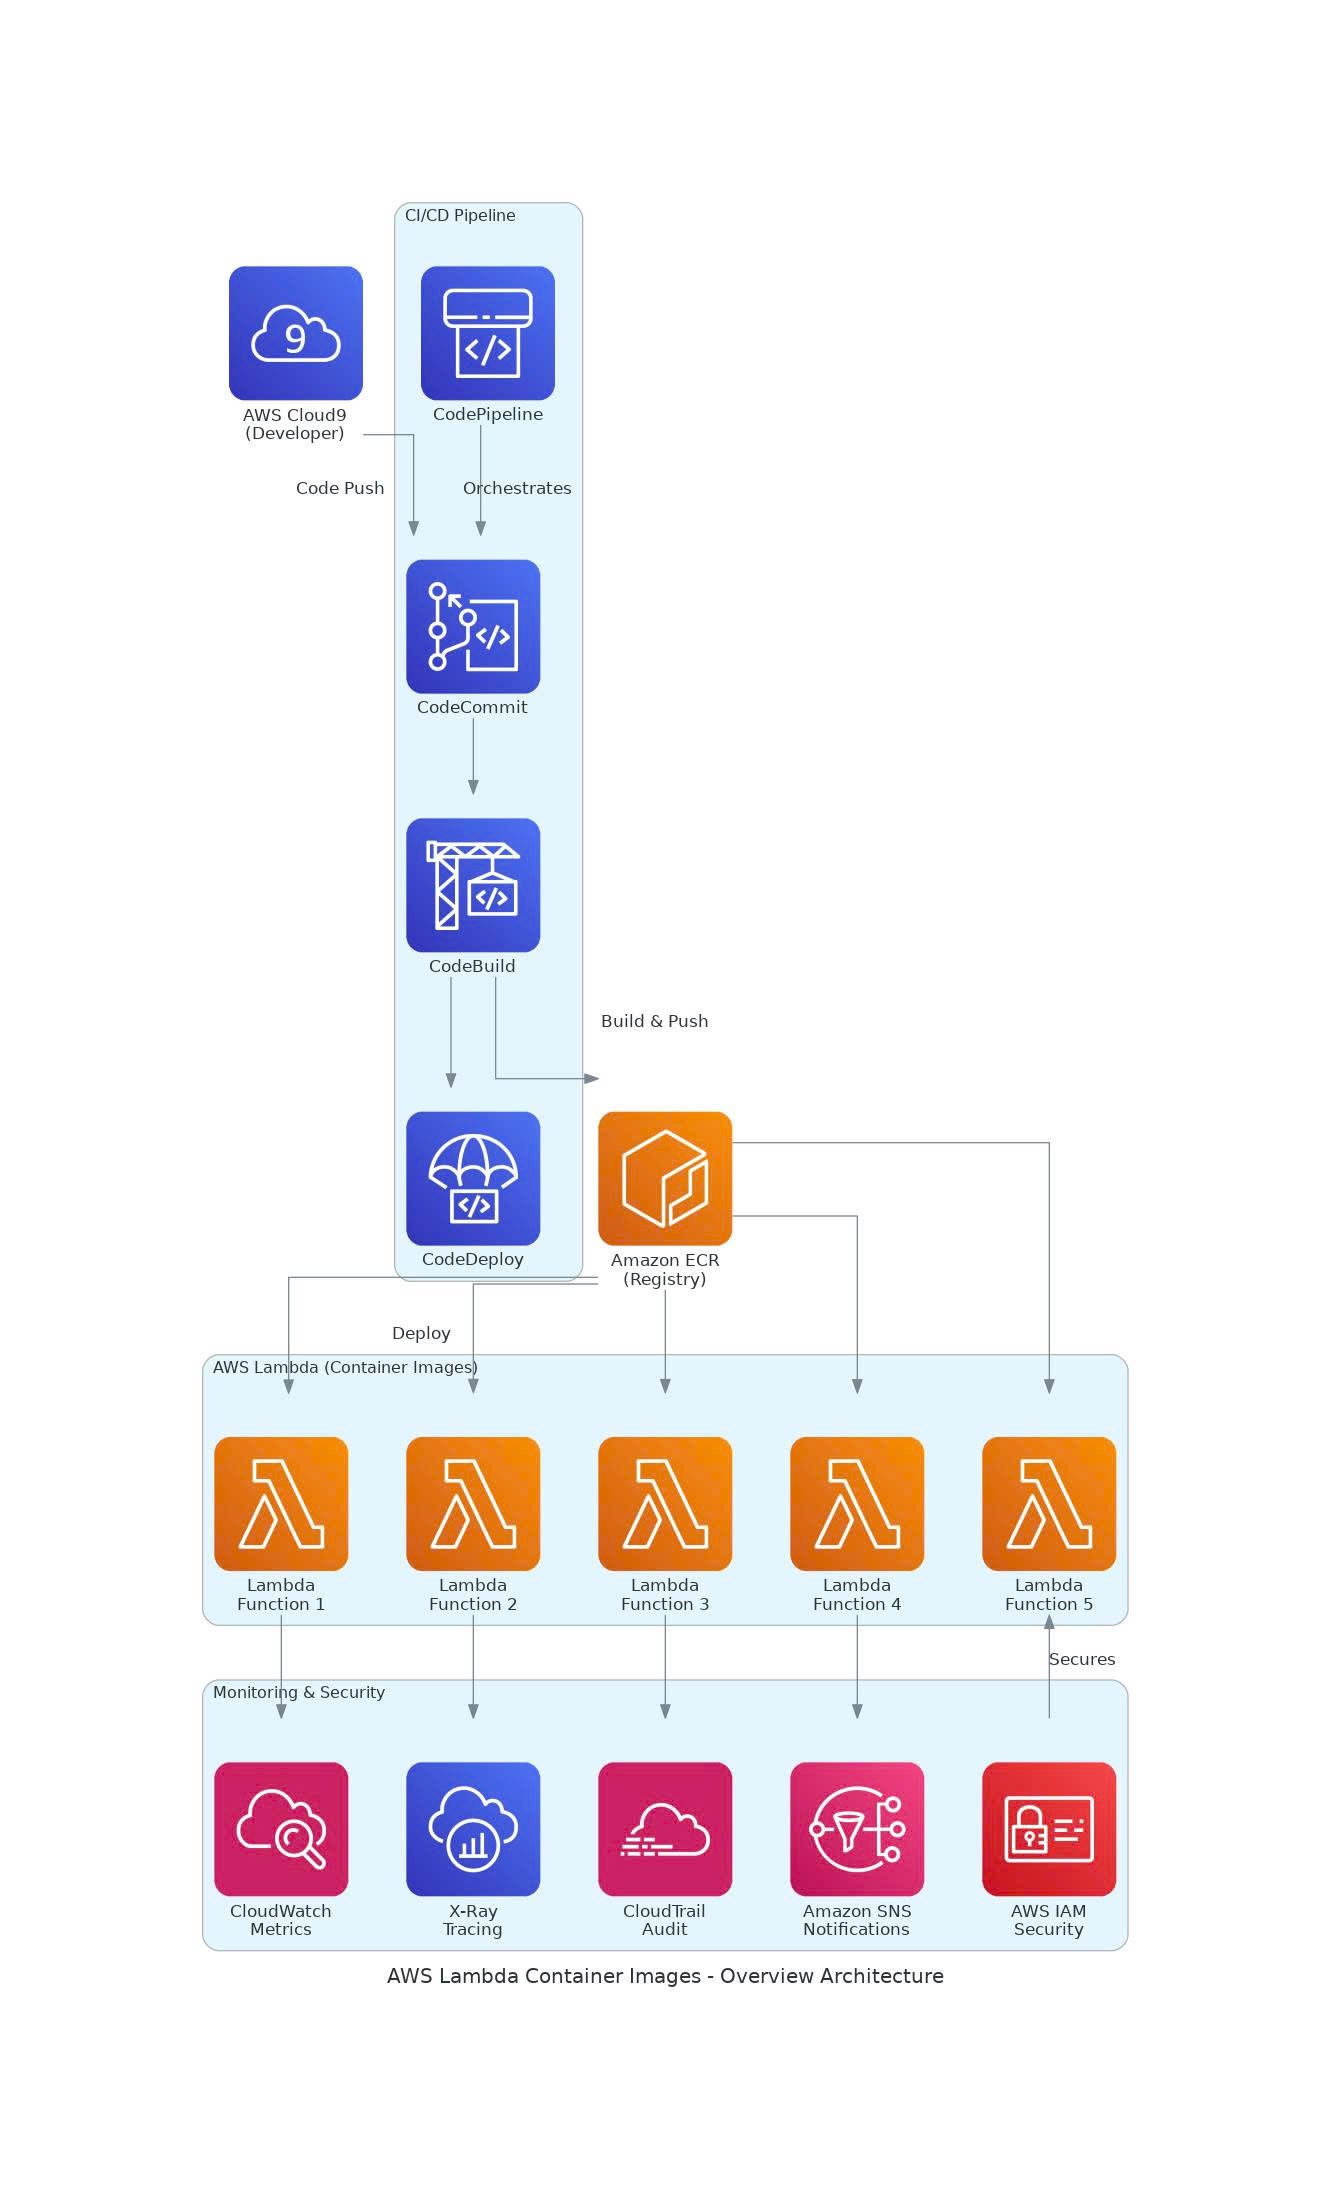 CI/CD Pipeline
9
AWS Cloud9
(Developer)
CodePipeline
Code Push
Orchestrates
CodeCommit
CodeBuild
Build & Push
CodeDeploy
Amazon ECR
(Registry)
Deploy
AWS Lambda (Container Images)
Lambda
Function 1
Lambda
Function 2
Lambda
Function 3
Lambda
Function 4
Lambda
Function 5
Secures
Monitoring & Security
CloudWatch
Metrics
X-Ray
Tracing
CloudTrail
Audit
Amazon SNS
Notifications
AWS IAM
Security
AWS Lambda Container Images - Overview Architecture